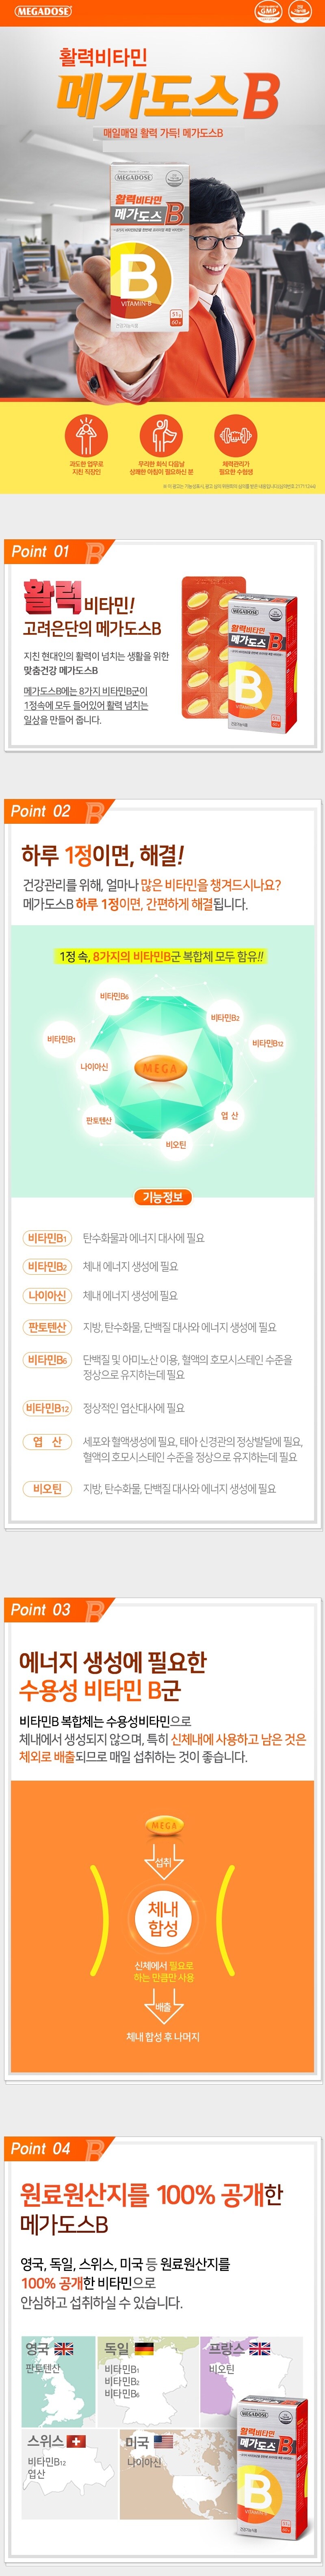 MEGADOSE
GMP
활력비타민
메가도스B
매일매일 활력 가득! 메가도스B
MEGADOSE
활력비타민
메가도스B
B
VITAMIN-B
건강기능식품
과도한 업무로
지친 직장인
무리한 회식 다음날
상쾌한 아침이 필요하신 분
체력관리가
필요한 수험생
Point 01
활력비타민!
고려은단의 메가도스B
지친 현대인의 활력이 넘치는 생활을 위한
맞춤건강 메가도스B
메가도스B에는 8가지 비타민B군이
1정속에 모두 들어있어 활력 넘치는
일상을 만들어 줍니다.
MEGADOSE
활력비타민
메가도스B
B
Point 02
하루 1정이면, 해결!
건강관리를 위해, 얼마나 많은 비타민을 챙겨드시나요?
메가도스B 하루 1정이면, 간편하게 해결됩니다.
1정 속, 8가지의 비타민B군 복합체 모두 함유!!
비타민B6
비타민B2
비타민B1
비타민B12
나이아신
MEGA
판토텐산
엽 산
비오틴
기능정보
비타민B1 탄수화물과 에너지 대사에 필요
비타민B2 체내 에너지 생성에 필요
나이아신 체내 에너지 생성에 필요
판토텐산 지방, 탄수화물, 단백질 대사와 에너지 생성에 필요
비타민B6 단백질 및 아미노산 이용, 혈액의 호모시스테인 수준을
정상으로 유지하는데 필요
비타민B12 정상적인 엽산대사에 필요
엽 산 세포와 혈액생성에 필요, 태아 신경관의 정상발달에 필요,
혈액의 호모시스테인 수준을 정상으로 유지하는데 필요
비오틴 지방, 탄수화물, 단백질 대사와 에너지 생성에 필요
Point 03
에너지 생성에 필요한
수용성 비타민 B군
비타민B 복합체는 수용성비타민으로
체내에서 생성되지 않으며, 특히 신체내에 사용하고 남은 것은
체외로 배출되므로 매일 섭취하는 것이 좋습니다.
MEGA
섭취
체내
합성
신체에서 필요로
하는 만큼만 사용
배출
체내 합성 후 나머지
Point 04
원료원산지를 100% 공개한
메가도스B
영국, 독일, 스위스, 미국 등 원료원산지를
100% 공개한 비타민으로
안심하고 섭취하실 수 있습니다.
영국
판토텐산
독일
비타민B1
비타민B2
비타민B6
프랑스
비오틴
스위스
비타민B12
엽산
미국
나이아신
MEGADOSE
활력비타민
메가도스B
B